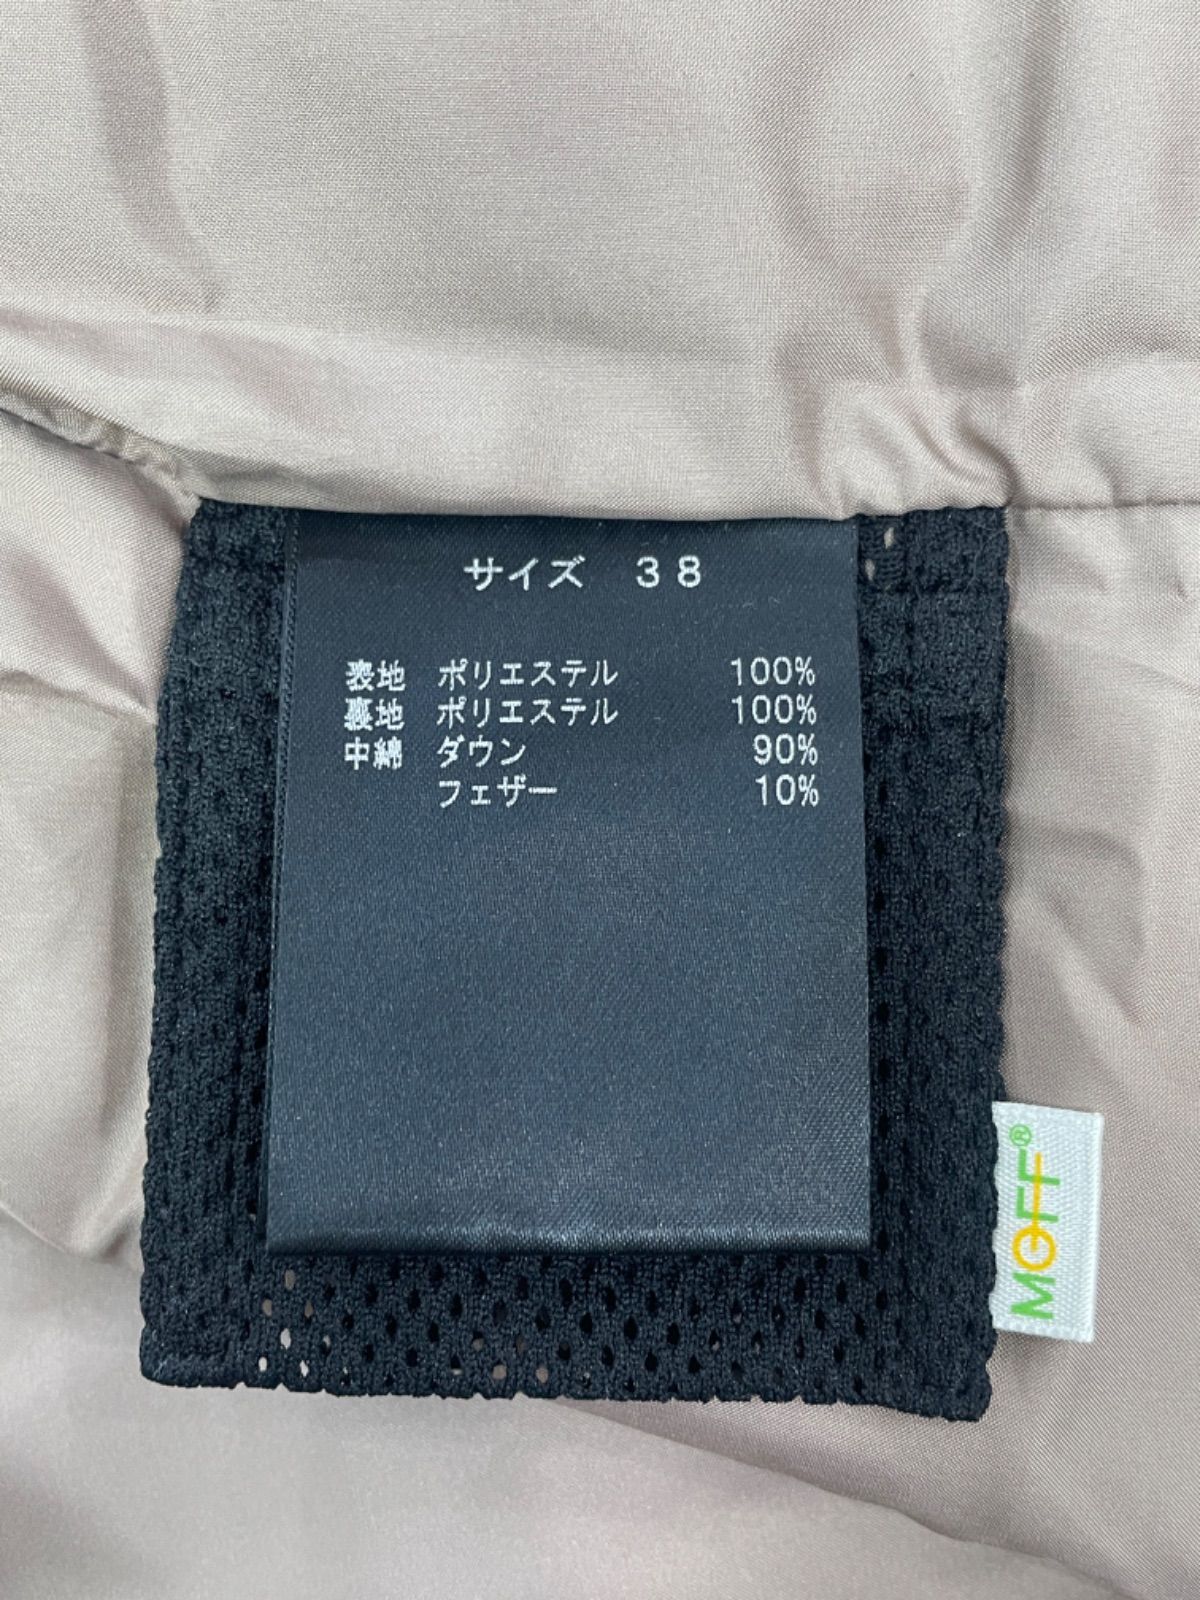 サイズ　３８
表地 ポリエステル 100%
裏地 ポリエステル 100%
中綿 ダウン 90%
フェザー 10%
MOFF®